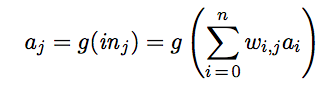 a_j = g(in_j) = g(∑_{i=0}^{n} w_{i,j} a_i)